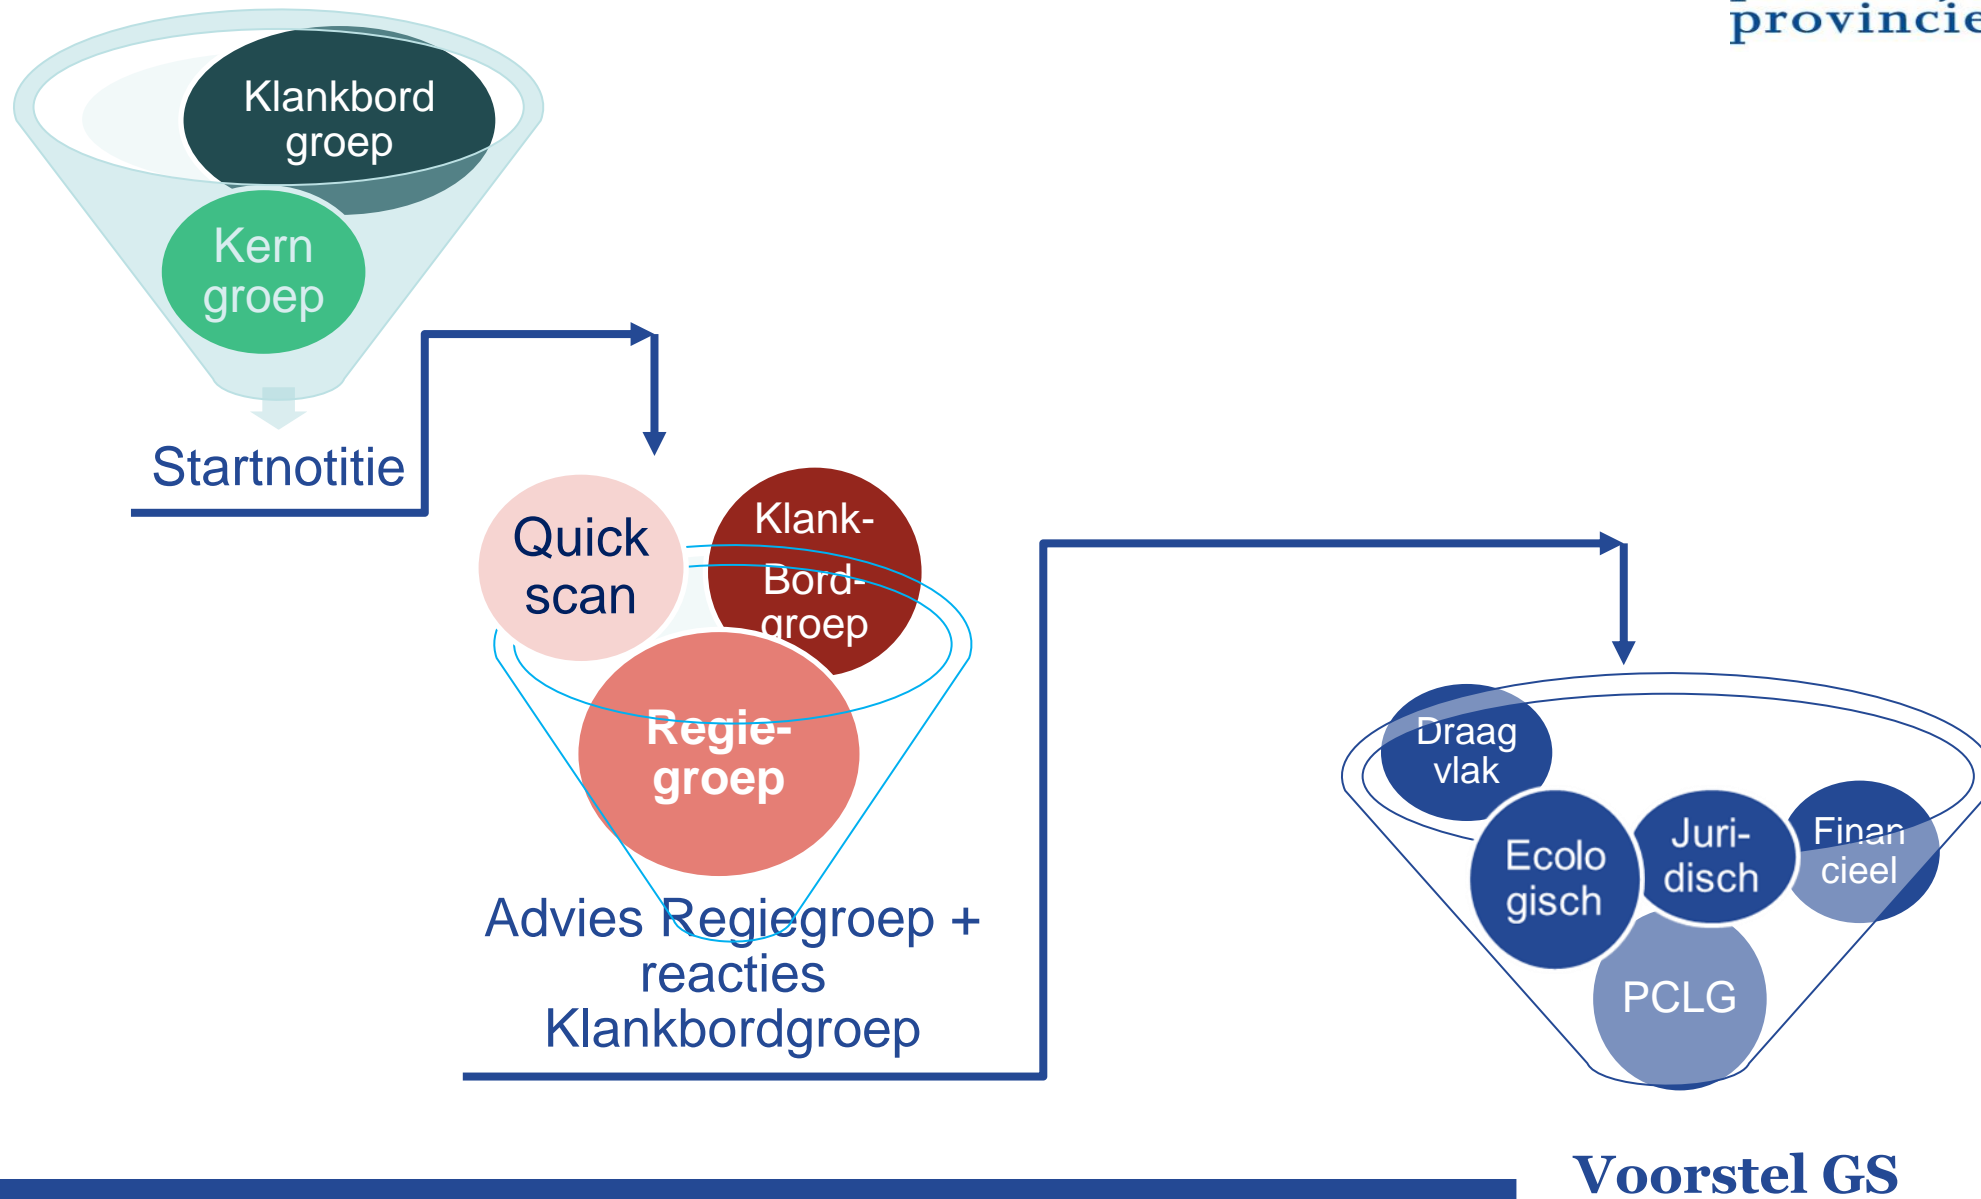 provincie
Klankbord
groep
Kern
groep
Startnotitie
Quick
scan
Klank-
Bord-
groep
Regie-
groep
Advies Regiegroep +
reacties
Klankbordgroep
Draag
vlak
Ecolo
gisch
Juri-
disch
Finan
cieel
PCLG
Voorstel GS